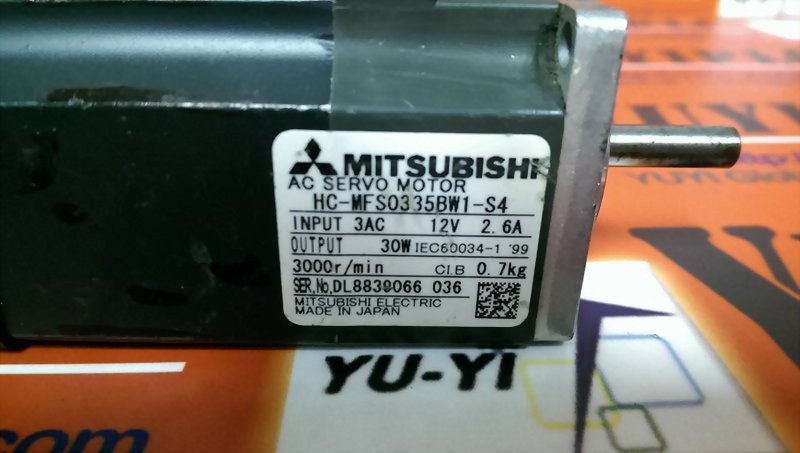 MITSUBISHI
AC SERVO MOTOR
HC-MFS0335BW1-S4
INPUT 3AC 12V 2.6A
OUTPUT 30W IEC60034-1 '99
3000r/min CI.B 0.7kg
SER.No.DL8839066 036
MITSUBISHI ELECTRIC
MADE IN JAPAN
YU-YI
.com